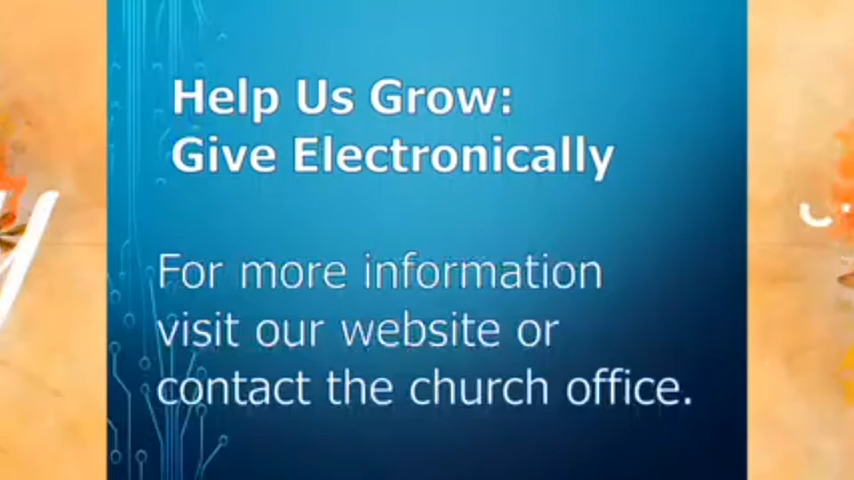 Help Us Grow:
Give Electronically
For more information
visit our website or
contact the church office.